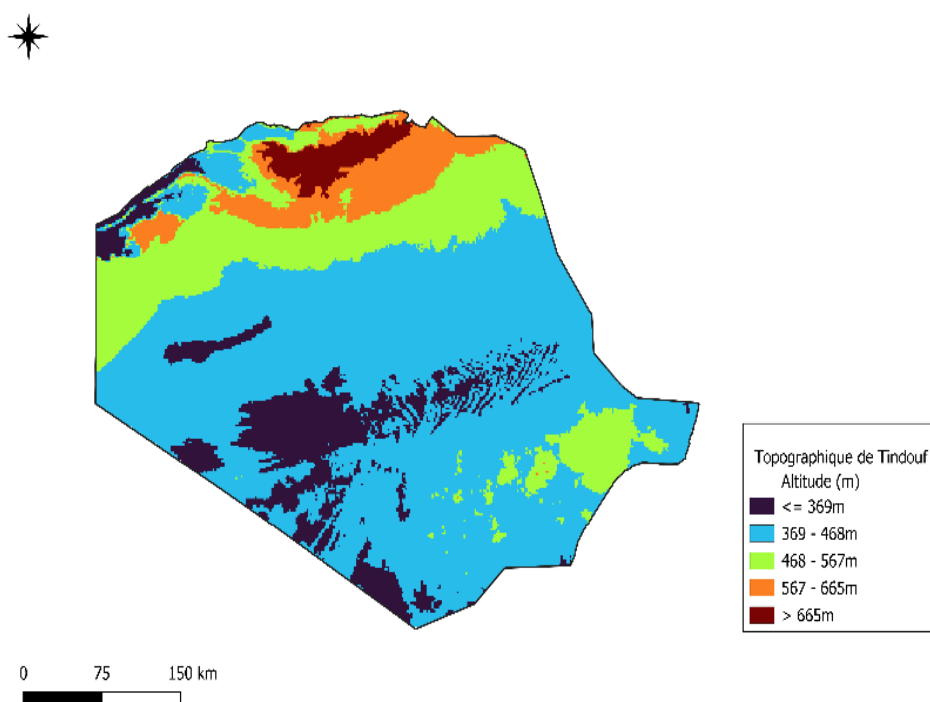 Topographique de Tindouf
Altitude (m)
<= 369m
369 - 468m
468 - 567m
567 - 665m
> 665m
0 75 150 km